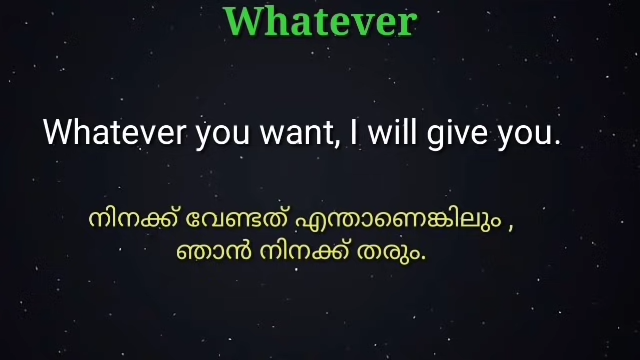 Whatever
Whatever you want, I will give you.
നിനക്ക് വേണ്ടത് എന്താണെങ്കിലും ,
ഞാൻ നിനക്ക് തരും.